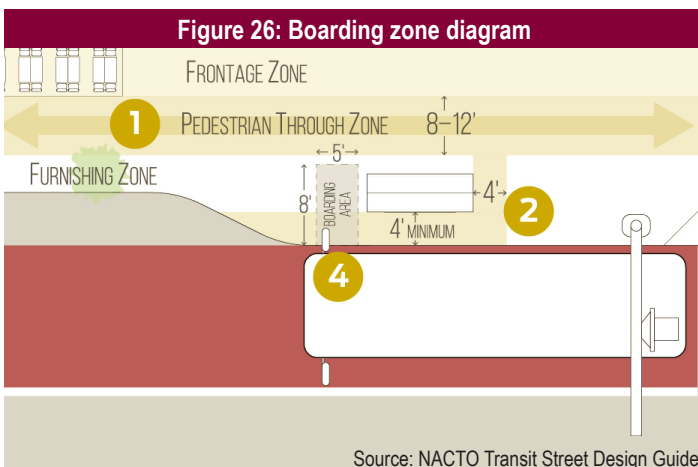 Figure 26: Boarding zone diagram
FRONTAGE ZONE
1
PEDESTRIAN THROUGH ZONE
8–12'
5'
FURNISHING ZONE
8'
BOARDING
AREA
4'
2
4' MINIMUM
4
Source: NACTO Transit Street Design Guide